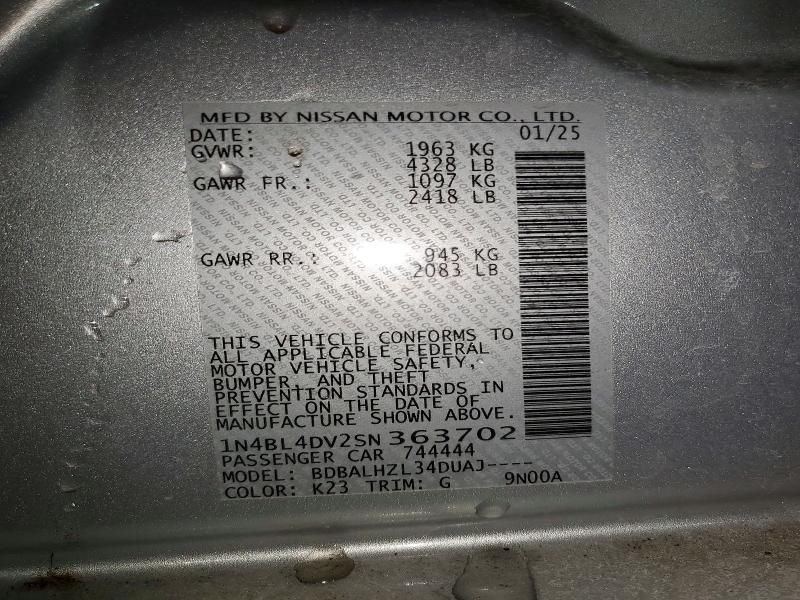 MFD BY NISSAN MOTOR CO., LTD.
DATE: 01/25
GVWR: 1963 KG
4328 LB
GAWR FR.: 1097 KG
2418 LB
GAWR RR.: 945 KG
2083 LB
THIS VEHICLE CONFORMS TO
ALL APPLICABLE FEDERAL
MOTOR VEHICLE SAFETY,
BUMPER, AND THEFT
PREVENTION STANDARDS IN
EFFECT ON THE DATE OF
MANUFACTURE SHOWN ABOVE.
1N4BL4DV2SN363702
PASSENGER CAR 744444
MODEL: BDBALHZL34DUAJ----
COLOR: K23 TRIM: G 9N00A